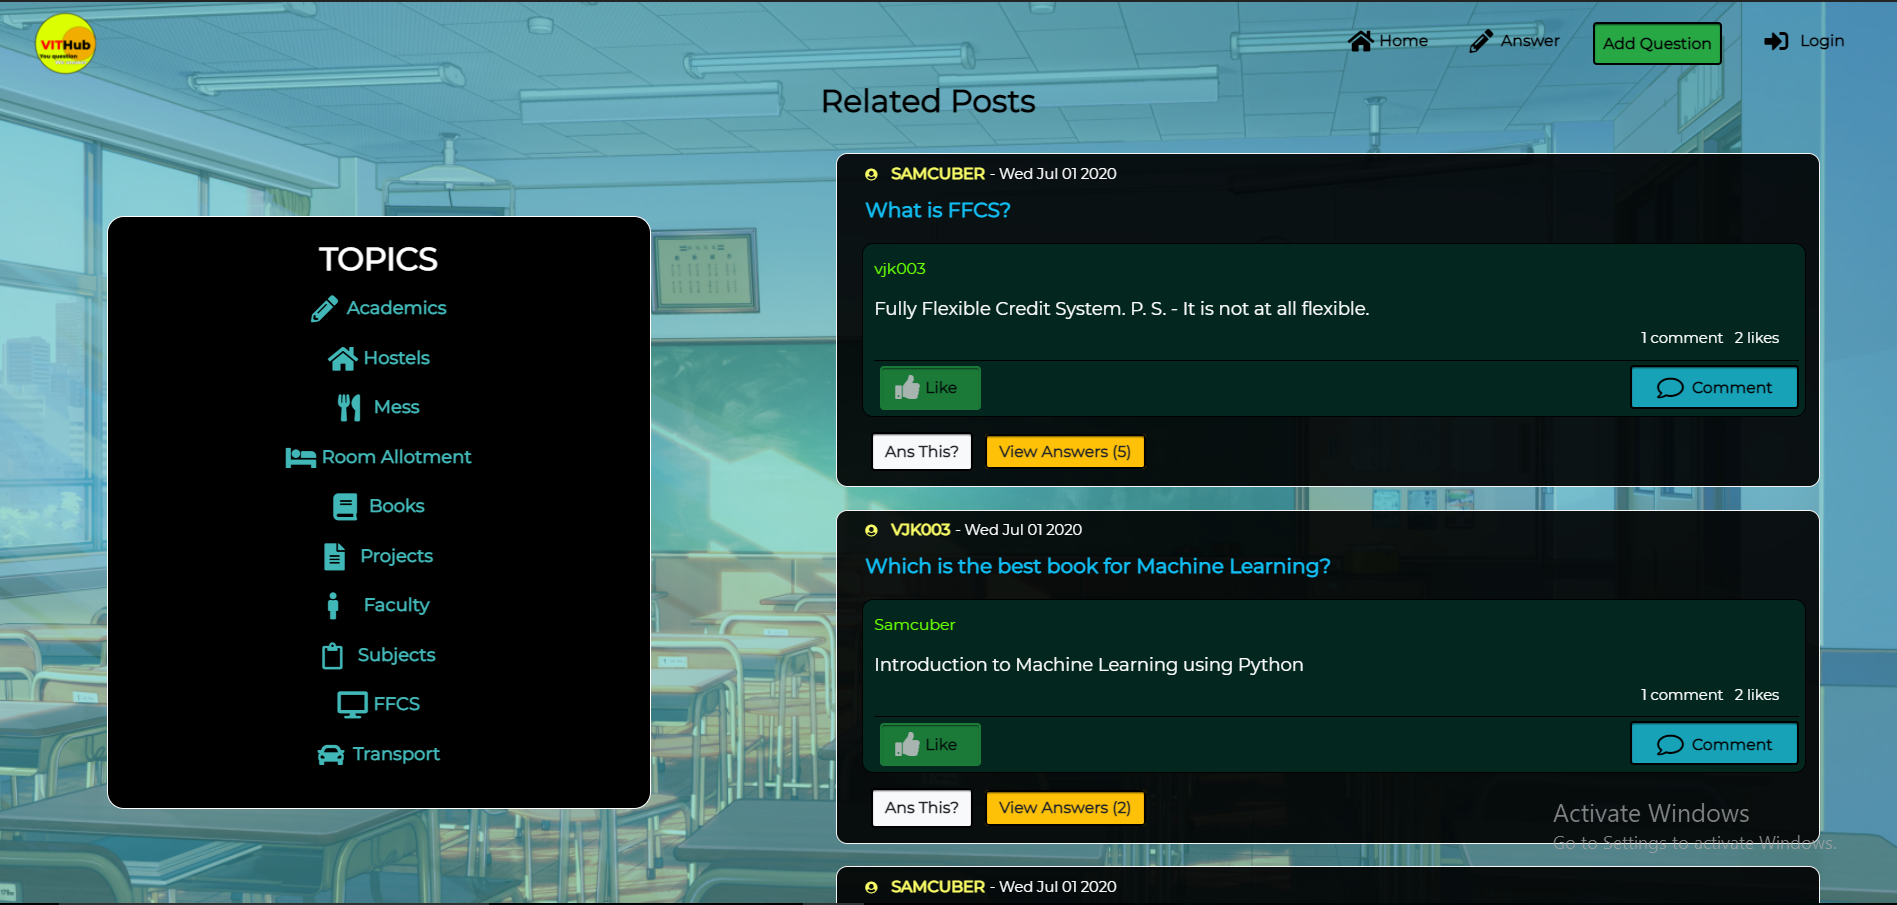 VITHub
You question
Home
Answer
Add Question
Login
Related Posts
TOPICS
Academics
Hostels
Mess
Room Allotment
Books
Projects
Faculty
Subjects
FFCS
Transport
SAMCUBER - Wed Jul 01 2020
What is FFCS?
vjk003
Fully Flexible Credit System. P. S. - It is not at all flexible.
1 comment 2 likes
Like
Comment
Ans This?
View Answers (5)
VJK003 - Wed Jul 01 2020
Which is the best book for Machine Learning?
Samcuber
Introduction to Machine Learning using Python
1 comment 2 likes
Like
Comment
Ans This?
View Answers (2)
Activate Windows
Go to Settings to activate Windows.
SAMCUBER - Wed Jul 01 2020